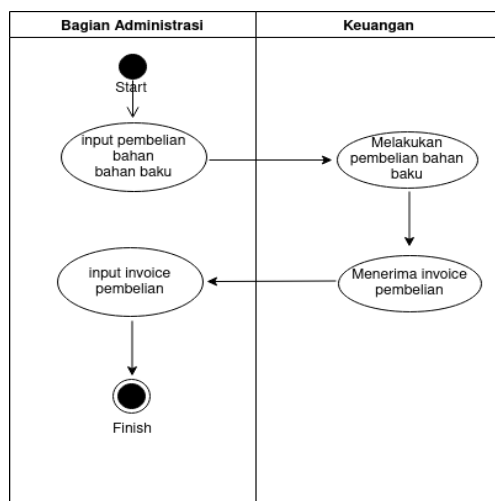 Bagian Administrasi
Keuangan
Start
input pembelian
bahan
bahan baku
Melakukan
pembelian bahan
baku
input invoice
pembelian
Menerima invoice
pembelian
Finish